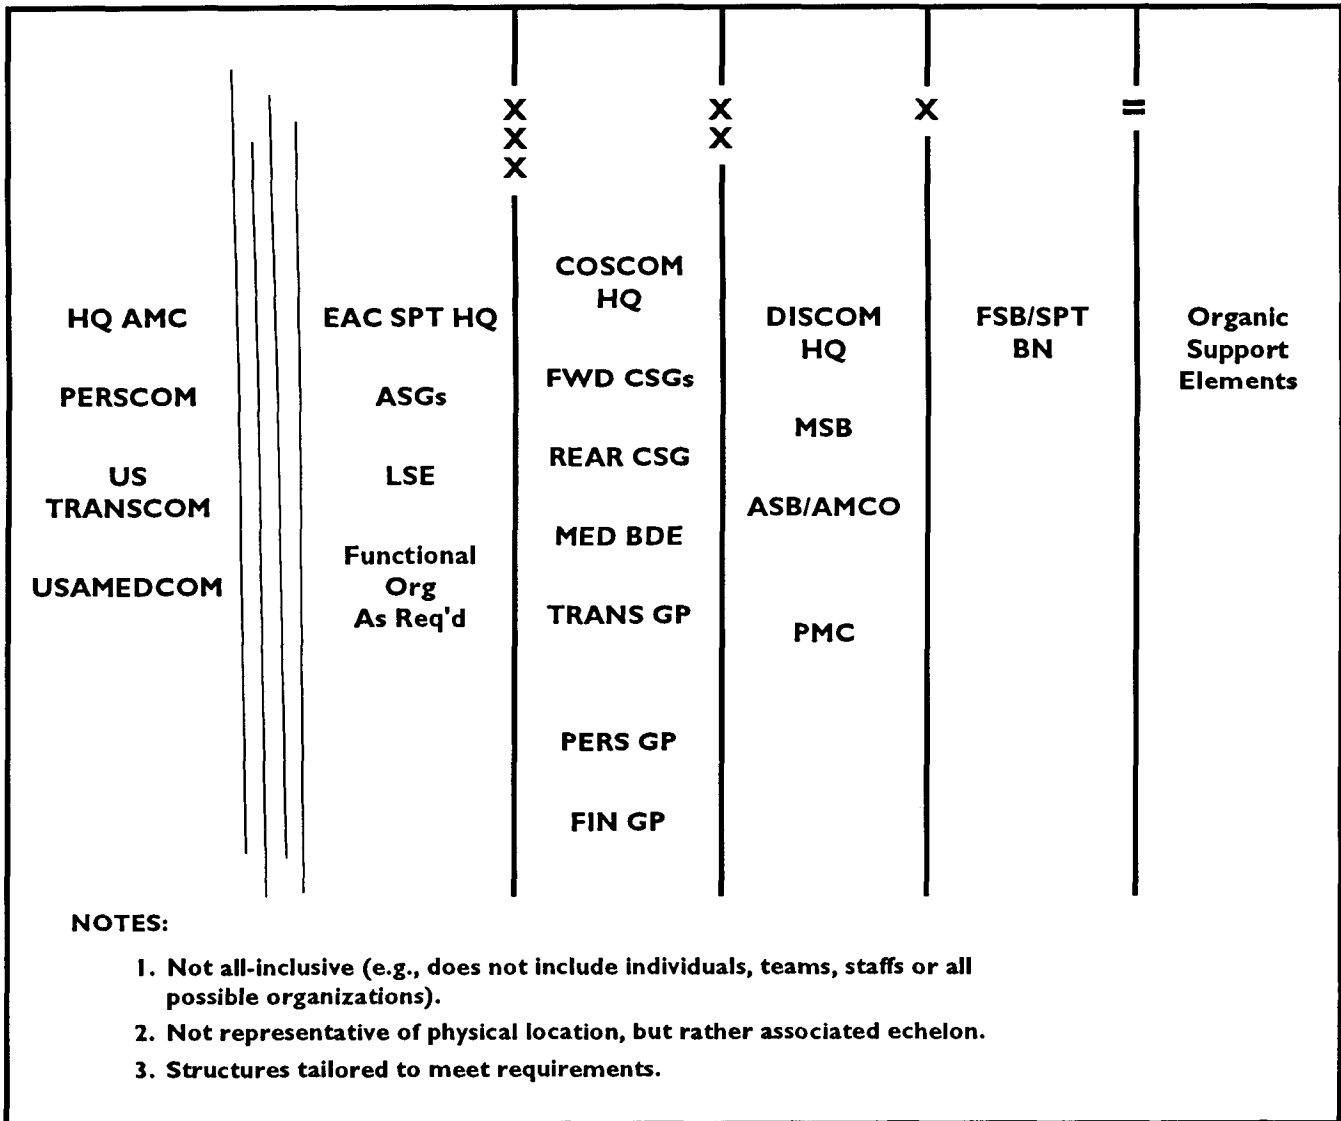 X
X
X
X
X
X
=
HQ AMC
PERSCOM
US
TRANSCOM
USAMEDCOM
EAC SPT HQ
ASGs
LSE
Functional
Org
As Req'd
COSCOM
HQ
FWD CSGs
REAR CSG
MED BDE
TRANS GP
PERS GP
FIN GP
DISCOM
HQ
MSB
ASB/AMCO
PMC
FSB/SPT
BN
Organic
Support
Elements
NOTES:
1. Not all-inclusive (e.g., does not include individuals, teams, staffs or all
possible organizations).
2. Not representative of physical location, but rather associated echelon.
3. Structures tailored to meet requirements.